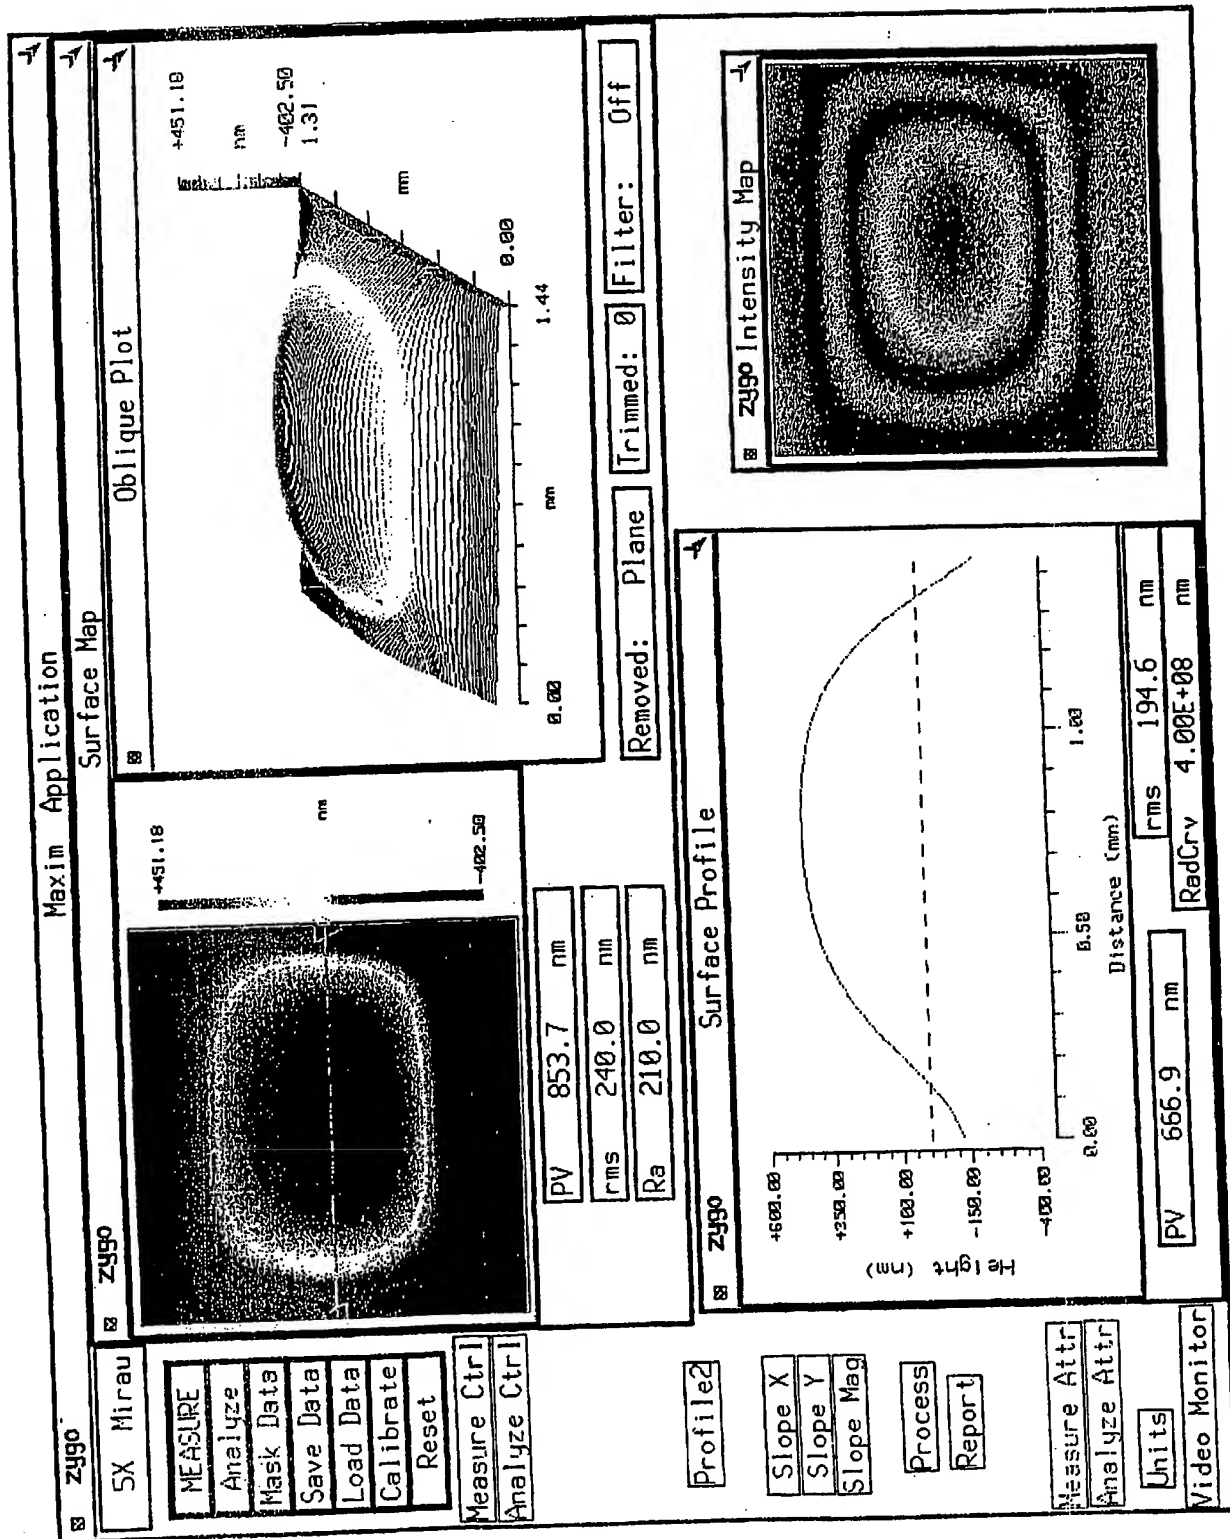 zygo
Maxim Application
5X Mirau
MEASURE
Analyze
Mask Data
Save Data
Load Data
Calibrate
Reset
Measure Ctrl
Analyze Ctrl
Profile2
Slope X
Slope Y
Slope Mag
Process
Report
Measure Attr
Analyze Attr
Units
Video Monitor
zygo
Surface Map
+451.18
nm
-402.50
PV 853.7 nm
rms 240.0 nm
Ra 210.0 nm
Oblique Plot
+451.18
nm
-402.50
1.31
mm
0.00
1.44
mm
0.00
Removed: Plane
Trimmed: 0
Filter: Off
zygo
Surface Profile
+600.00
+350.00
+100.00
-150.00
-400.00
Height (nm)
0.00
0.50
1.00
Distance (mm)
PV 666.9 nm
rms 194.6 nm
RadCrv 4.00E+08 nm
zygo Intensity Map